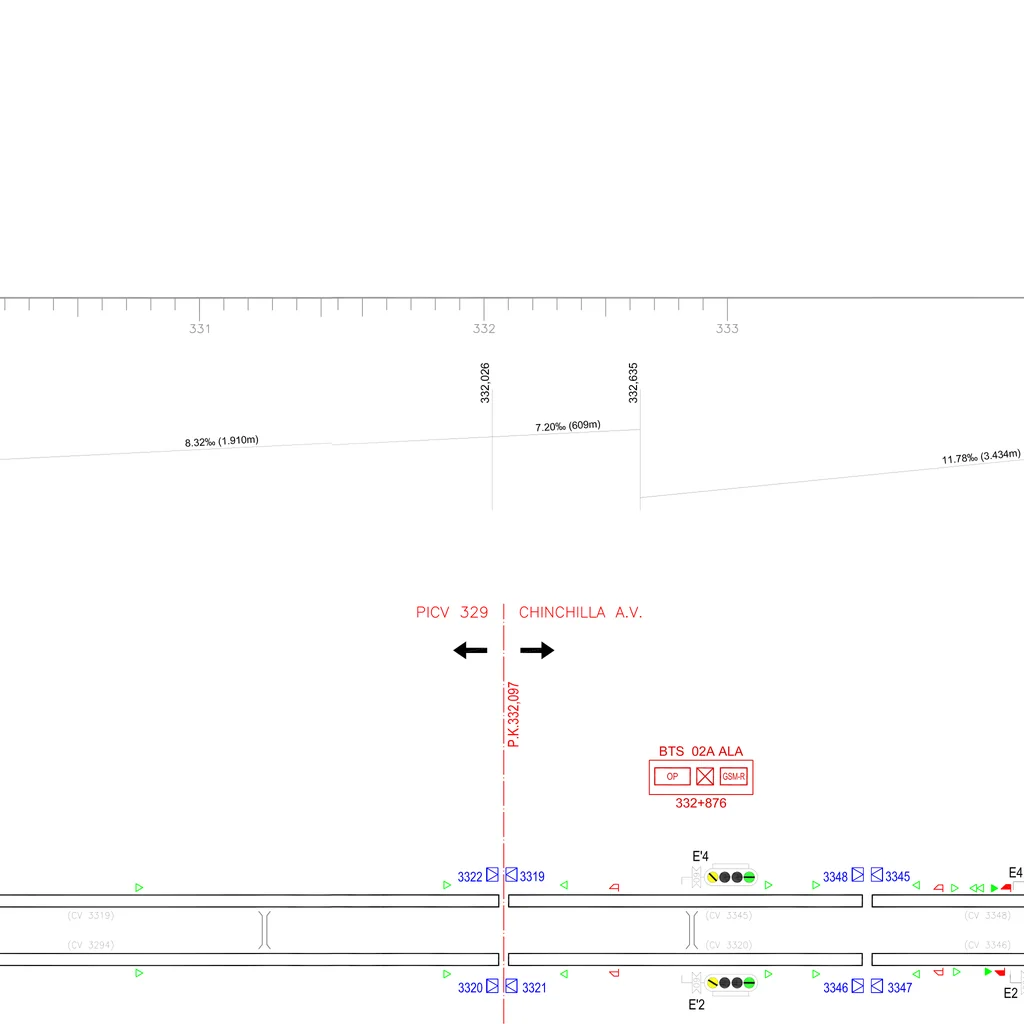 331 332 333
332,026 332,635
8.32‰ (1.910m) 7.20‰ (609m) 11.78‰ (3.434m)
PICV 329 CHINCHILLA A.V.
P.K.332,097
BTS 02A ALA
OP GSM-R
332+876
E'4
E4
3322 3319 3348 3345
(CV 3319) (CV 3345) (CV 3348)
(CV 3294) (CV 3320) (CV 3346)
3320 3321 3346 3347
E'2
E2